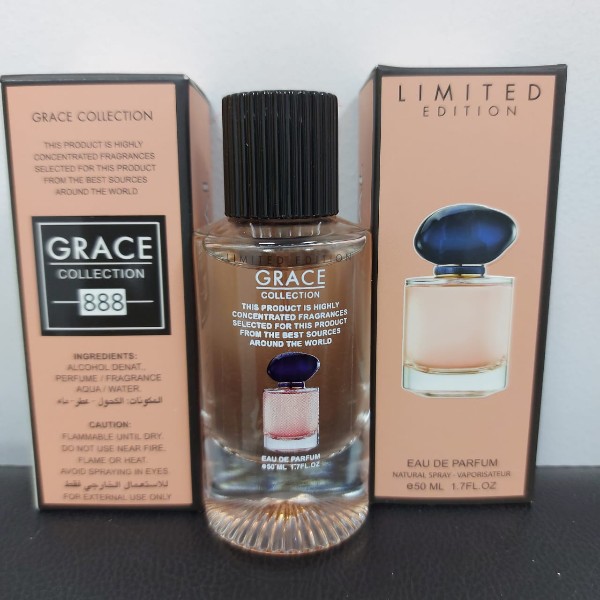 GRACE COLLECTION
THIS PRODUCT IS HIGHLY
CONCENTRATED FRAGRANCES
SELECTED FOR THIS PRODUCT
FROM THE BEST SOURCES
AROUND THE WORLD
GRACE
COLLECTION
888
INGREDIENTS:
ALCOHOL DENAT.,
PERFUME / FRAGRANCE
AQUA / WATER.
المكونات: الكحول - عطر - ماء
CAUTION:
FLAMMABLE UNTIL DRY.
DO NOT USE NEAR FIRE,
FLAME OR HEAT.
AVOID SPRAYING IN EYES.
للاستعمال الخارجي فقط
FOR EXTERNAL USE ONLY
LIMITED EDITION
GRACE
COLLECTION
THIS PRODUCT IS HIGHLY
CONCENTRATED FRAGRANCES
SELECTED FOR THIS PRODUCT
FROM THE BEST SOURCES
AROUND THE WORLD
EAU DE PARFUM
e50 ML 1.7FL.OZ
LIMITED
EDITION
EAU DE PARFUM
NATURAL SPRAY - VAPORISATEUR
e50 ML 1.7FL.OZ